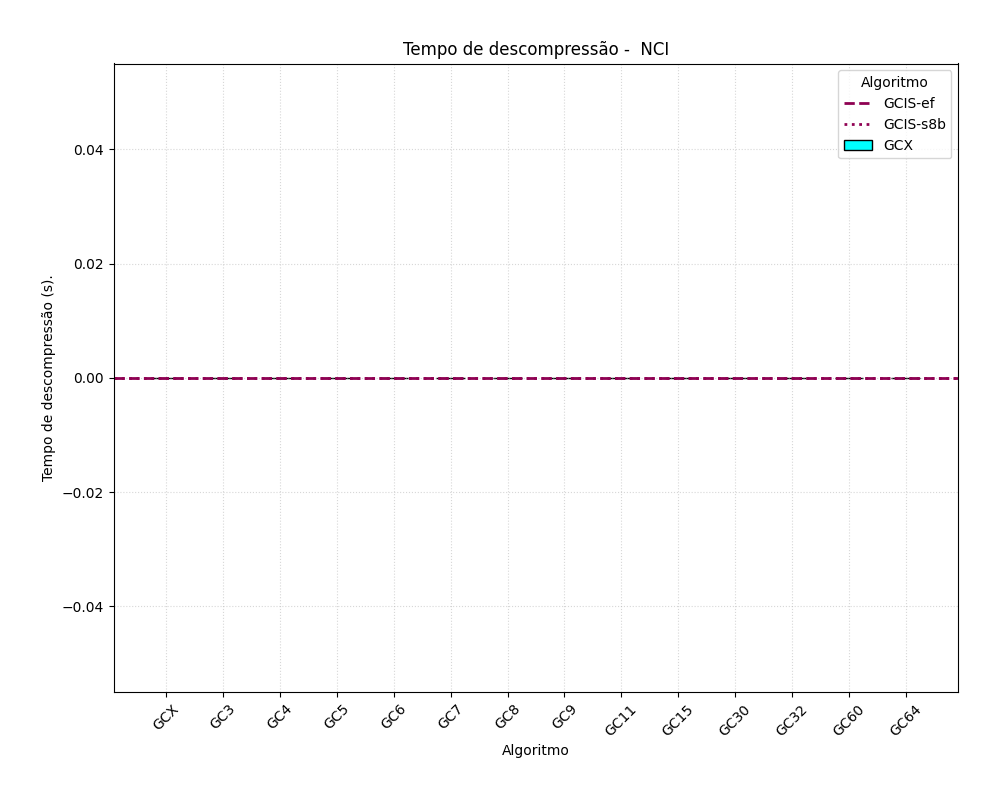 Tempo de descompressão -  NCI
Algoritmo
GCIS-ef
GCIS-s8b
GCX
Tempo de descompressão (s).
0.04
0.02
0.00
−0.02
−0.04
GCX GC3 GC4 GC5 GC6 GC7 GC8 GC9 GC11 GC15 GC30 GC32 GC60 GC64
Algoritmo